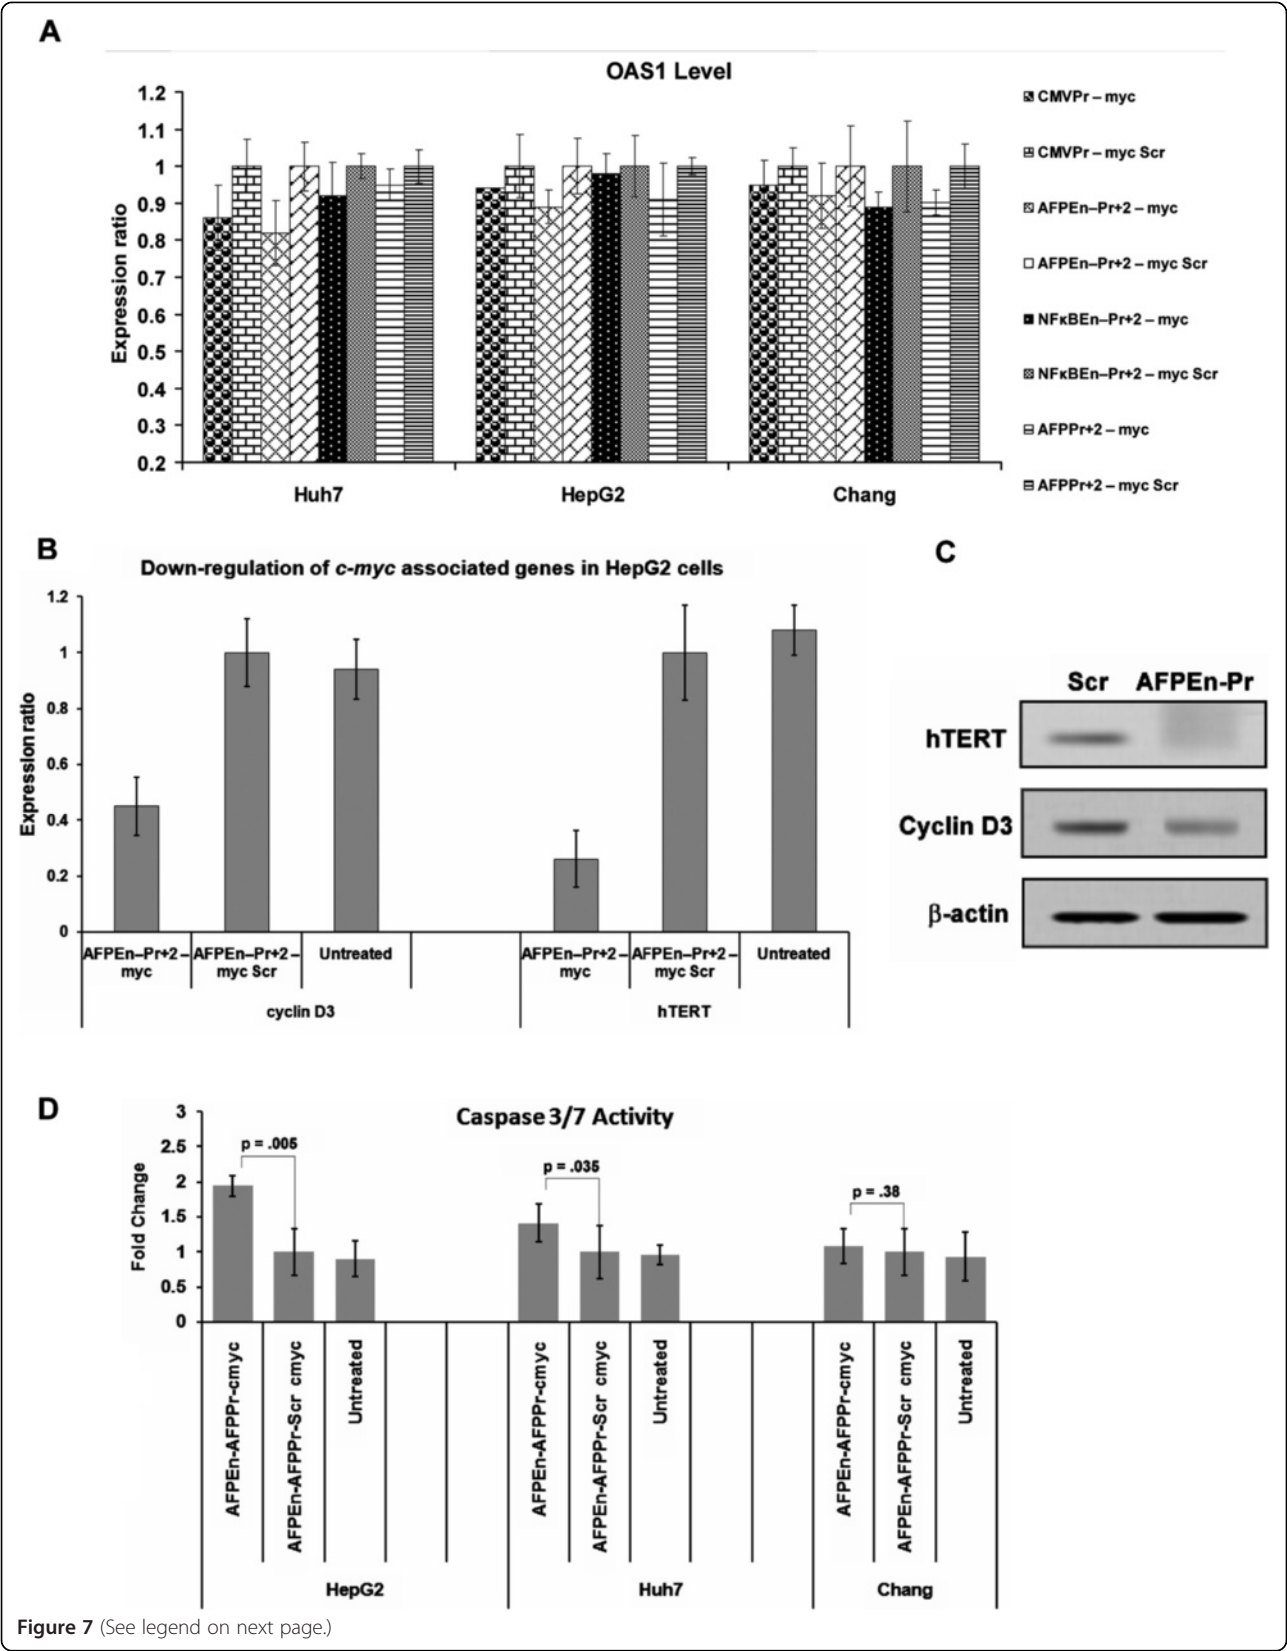 A
OAS1 Level
Expression ratio
1.2
1.1
1
0.9
0.8
0.7
0.6
0.5
0.4
0.3
0.2
Huh7
HepG2
Chang
CMVPr – myc
CMVPr – myc Scr
AFPEn–Pr+2 – myc
AFPEn–Pr+2 – myc Scr
NFκBEn–Pr+2 – myc
NFκBEn–Pr+2 – myc Scr
AFPPr+2 – myc
AFPPr+2 – myc Scr
B
Down-regulation of c-myc associated genes in HepG2 cells
Expression ratio
1.2
1
0.8
0.6
0.4
0.2
0
AFPEn–Pr+2 –
myc
AFPEn–Pr+2 –
myc Scr
Untreated
AFPEn–Pr+2 –
myc
AFPEn–Pr+2 –
myc Scr
Untreated
cyclin D3
hTERT
C
Scr AFPEn-Pr
hTERT
Cyclin D3
β-actin
D
Caspase 3/7 Activity
Fold Change
3
2.5
2
1.5
1
0.5
0
p = .005
p = .035
p = .38
AFPEn-AFPPr-cmyc
AFPEn-AFPPr-Scr cmyc
Untreated
AFPEn-AFPPr-cmyc
AFPEn-AFPPr-Scr cmyc
Untreated
AFPEn-AFPPr-cmyc
AFPEn-AFPPr-Scr cmyc
Untreated
HepG2
Huh7
Chang
Figure 7 (See legend on next page.)